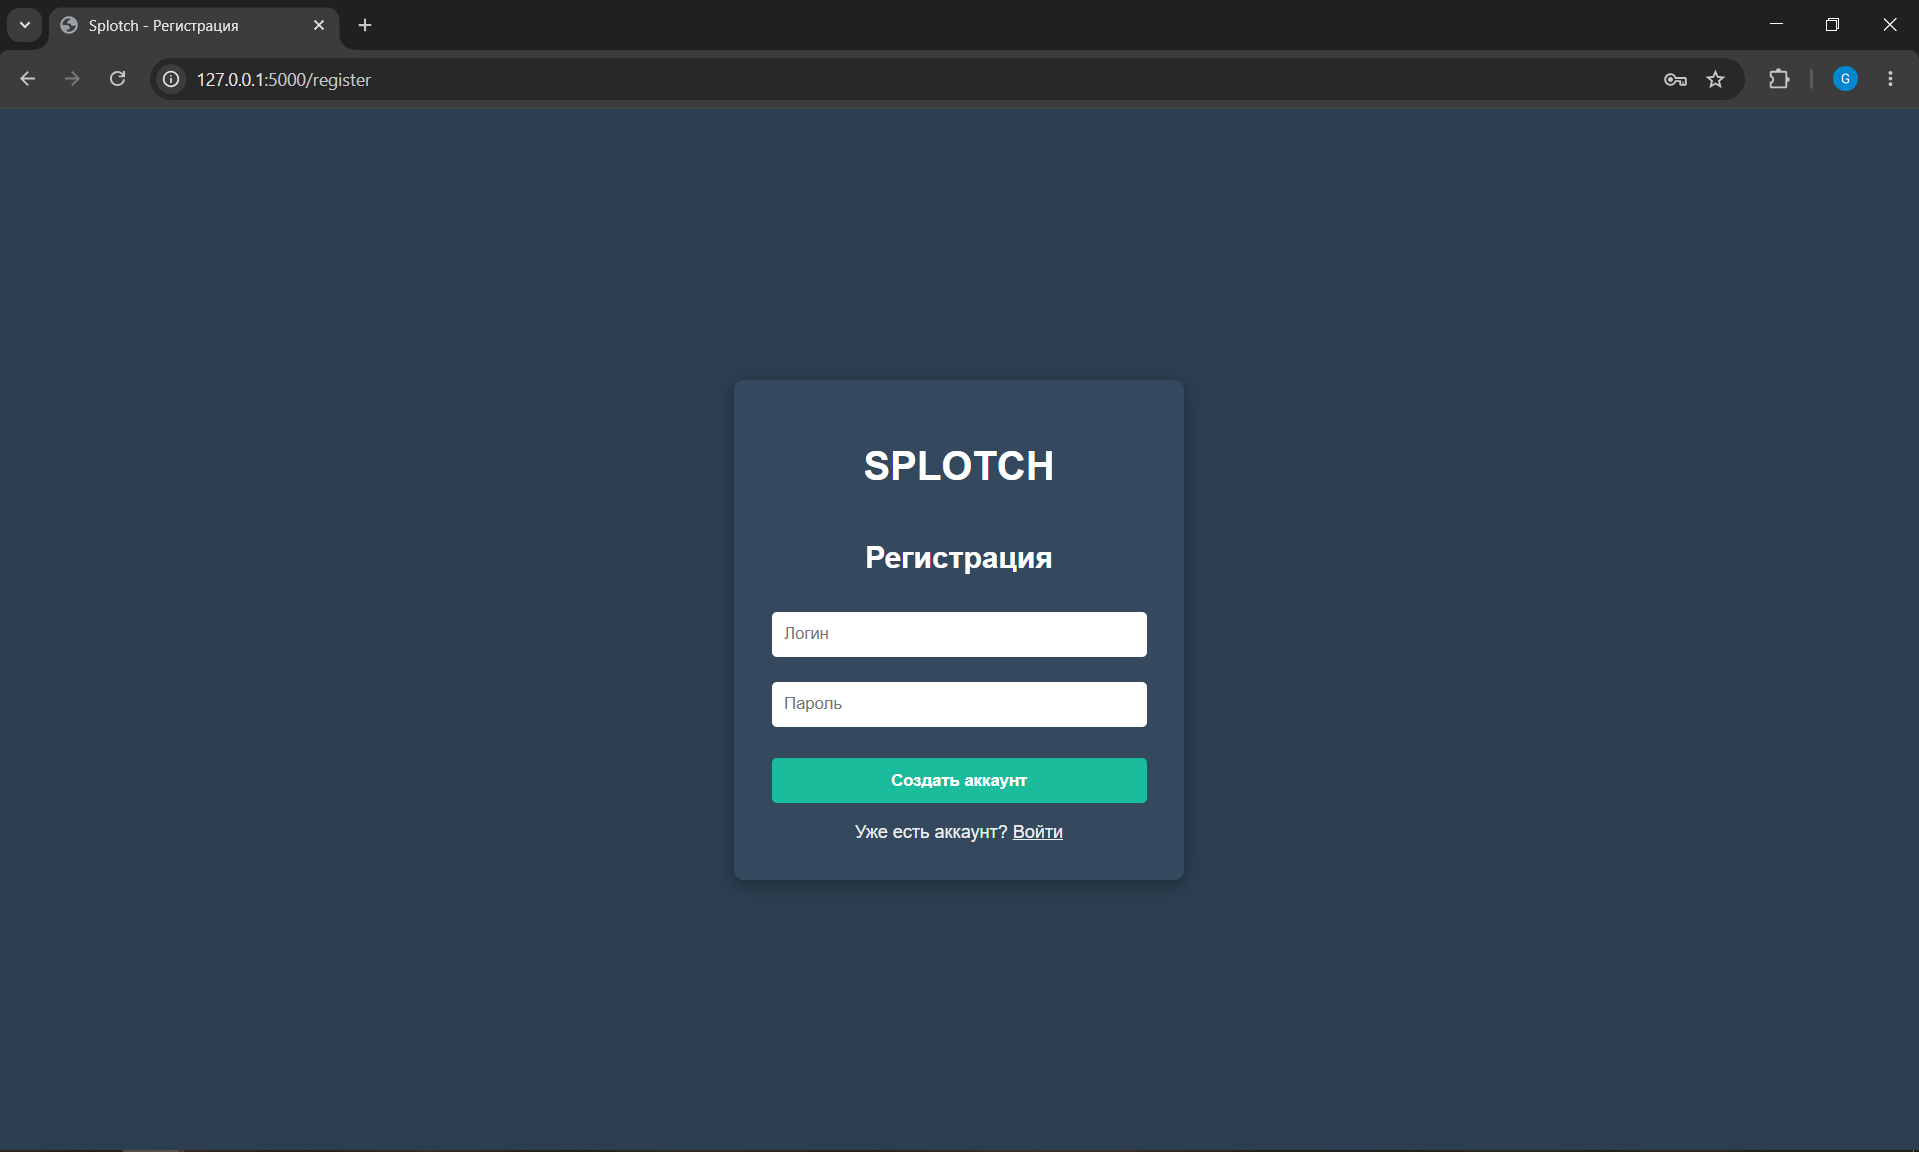 Splotch - Регистрация
127.0.0.1:5000/register
G
SPLOTCH
Регистрация
Логин
Пароль
Создать аккаунт
Уже есть аккаунт? Войти